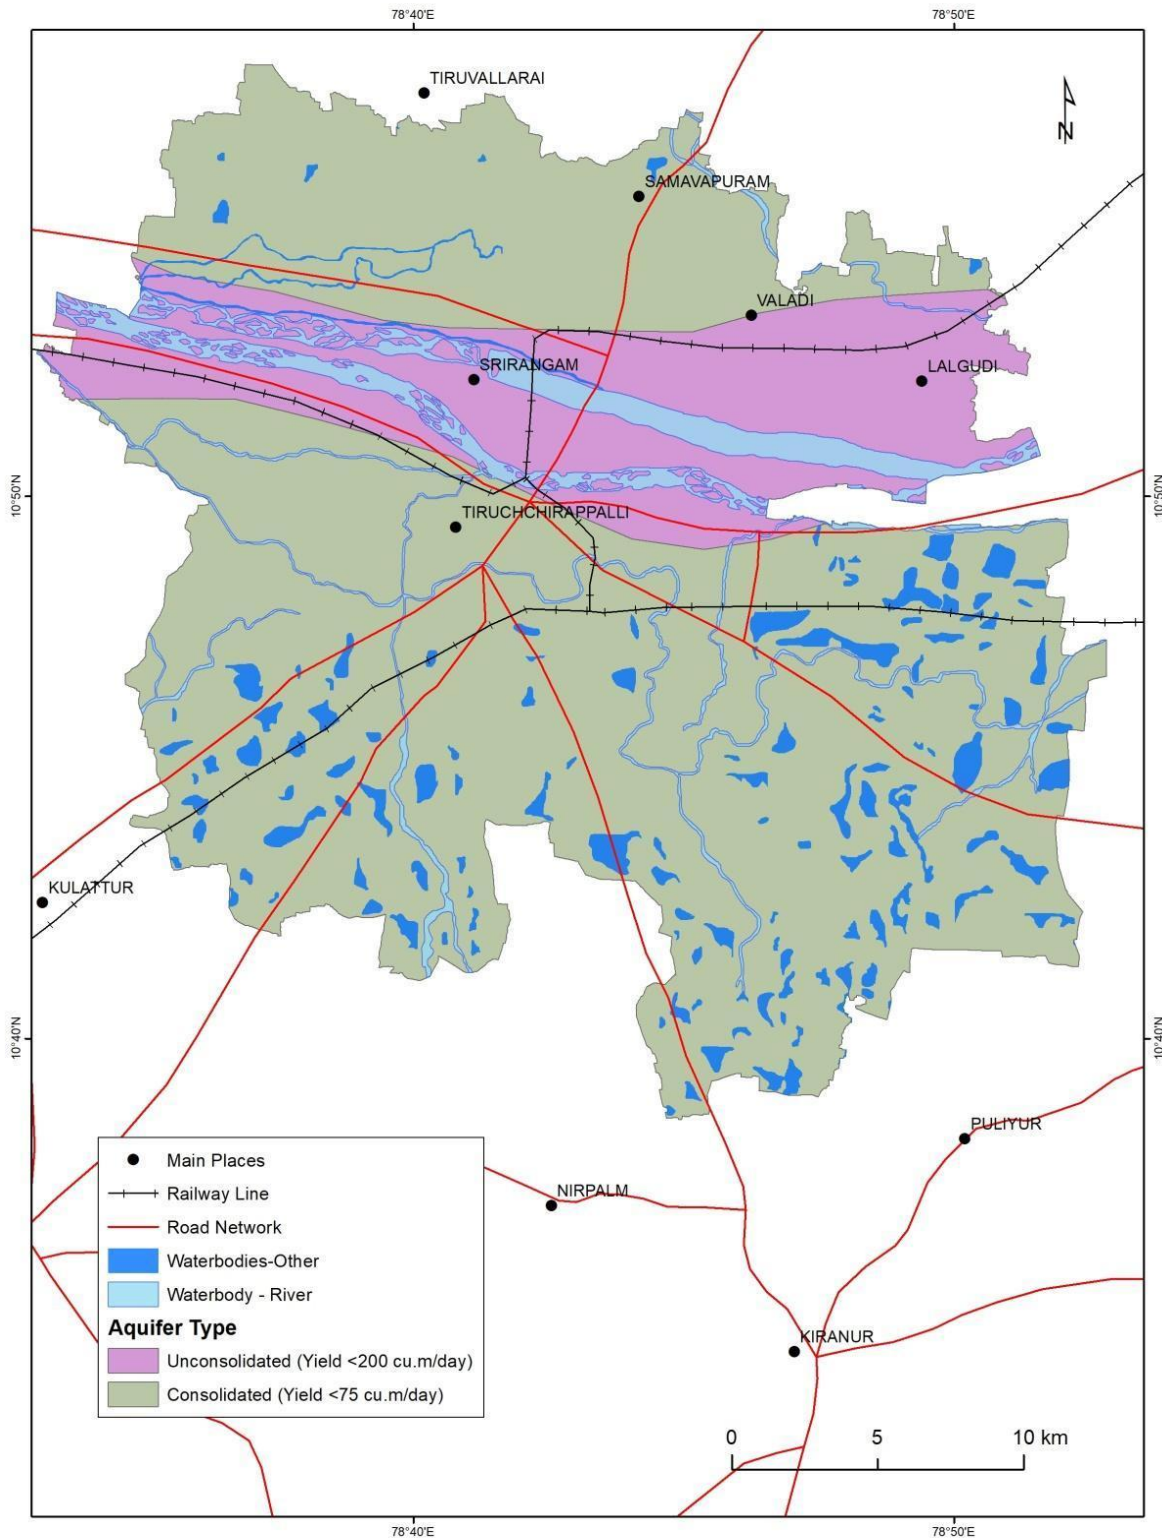 78°40'E
78°50'E
TIRUVALLARAI
N
SAMAVAPURAM
VALADI
SRIRANGAM
LALGUDI
10°50'N
10°50'N
TIRUCHCHIRAPPALLI
KULATTUR
10°40'N
10°40'N
PULIYUR
NIRPALM
KIRANUR
Main Places
Railway Line
Road Network
Waterbodies-Other
Waterbody - River
Aquifer Type
Unconsolidated (Yield <200 cu.m/day)
Consolidated (Yield <75 cu.m/day)
0 5 10 km
78°40'E
78°50'E